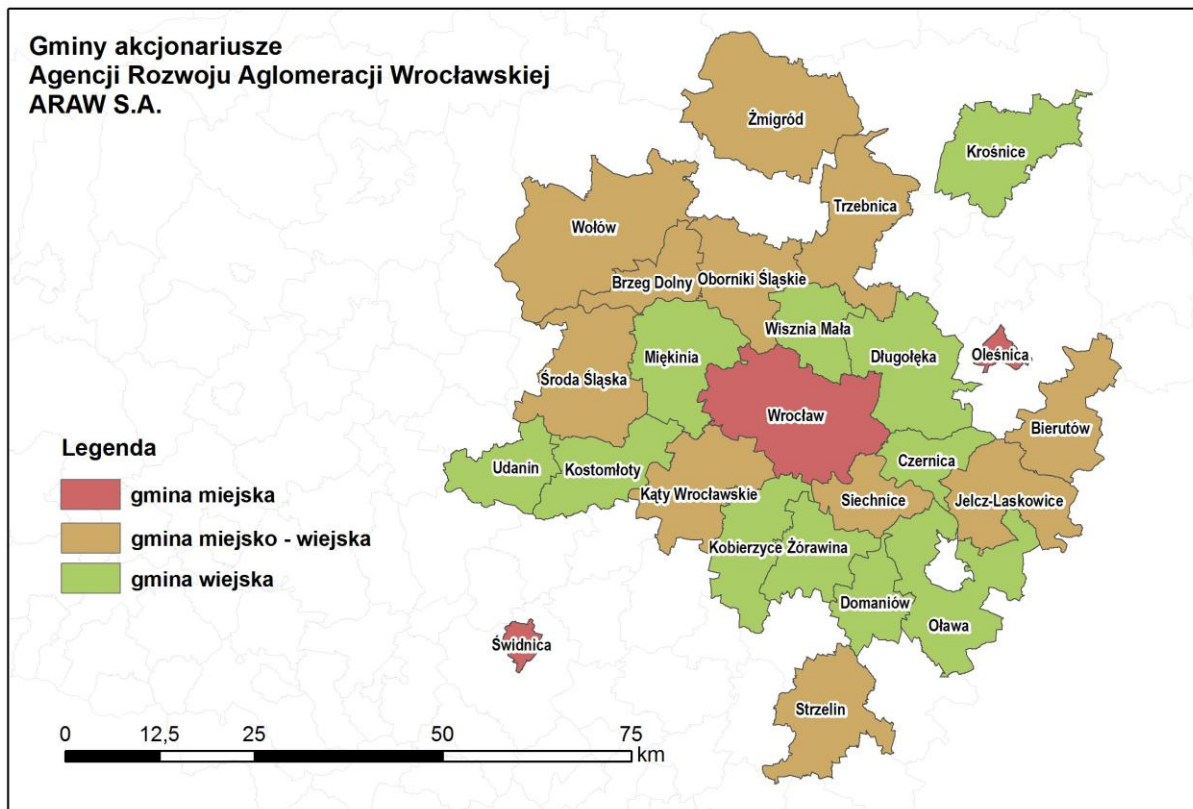 Gminy akcjonariusze
Agencji Rozwoju Aglomeracji Wrocławskiej
ARAW S.A.
Żmigród
Krośnice
Trzebnica
Wołów
Brzeg Dolny
Oborniki Śląskie
Wisznia Mała
Miękinia
Długołęka
Oleśnica
Środa Śląska
Wrocław
Bierutów
Udanin
Kostomłoty
Czernica
Kąty Wrocławskie
Siechnice
Jelcz-Laskowice
Kobierzyce
Żórawina
Domaniów
Oława
Świdnica
Strzelin
Legenda
gmina miejska
gmina miejsko - wiejska
gmina wiejska
0 12,5 25 50 75
km